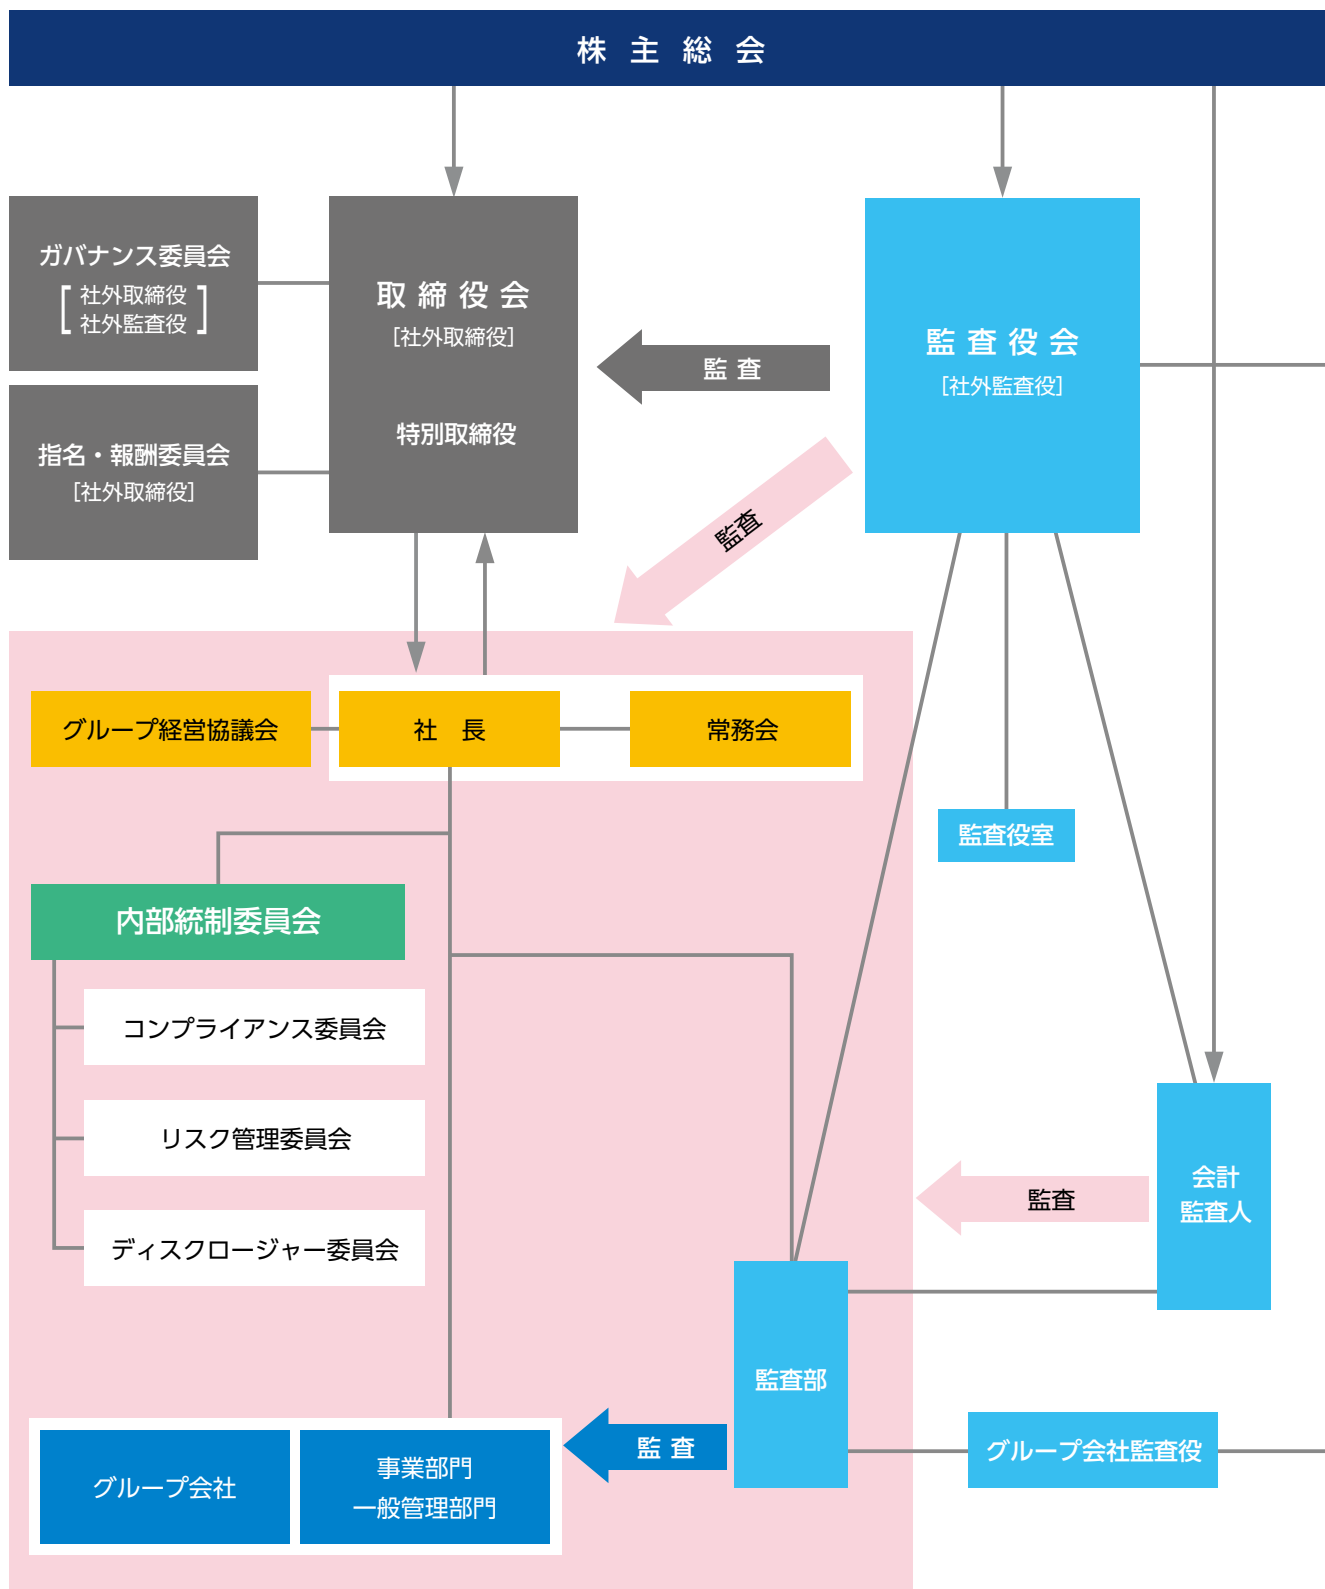 株主総会
ガバナンス委員会
[社外取締役
社外監査役]
指名・報酬委員会
[社外取締役]
取締役会
[社外取締役]
特別取締役
監査
監査役会
[社外監査役]
監査
グループ経営協議会
社　長
常務会
監査役室
内部統制委員会
コンプライアンス委員会
リスク管理委員会
ディスクロージャー委員会
監査
会計
監査人
監査部
監査
グループ会社
事業部門
一般管理部門
グループ会社監査役